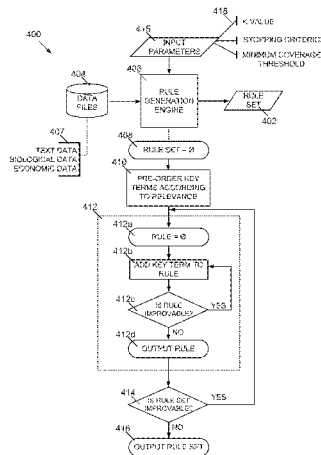 418
K VALUE
415
STOPPING CRITERIA
400
INPUT
PARAMETERS
MINIMUM COVERAGE
THRESHOLD
403
404
DATA
FILES
RULE
GENERATION
ENGINE
RULE
SET
402
407
408
TEXT DATA
BIOLOGICAL DATA
ECONOMIC DATA
RULE SET = Ø
410
PRE-ORDER KEY
TERMS ACCORDING
TO RELEVANCE
412
412a
RULE = Ø
412b
ADD KEY TERM TO
RULE
412c
IS RULE
IMPROVABLE?
YES
NO
412d
OUTPUT RULE
414
IS RULE SET
IMPROVABLE?
YES
NO
416
OUTPUT RULE SET